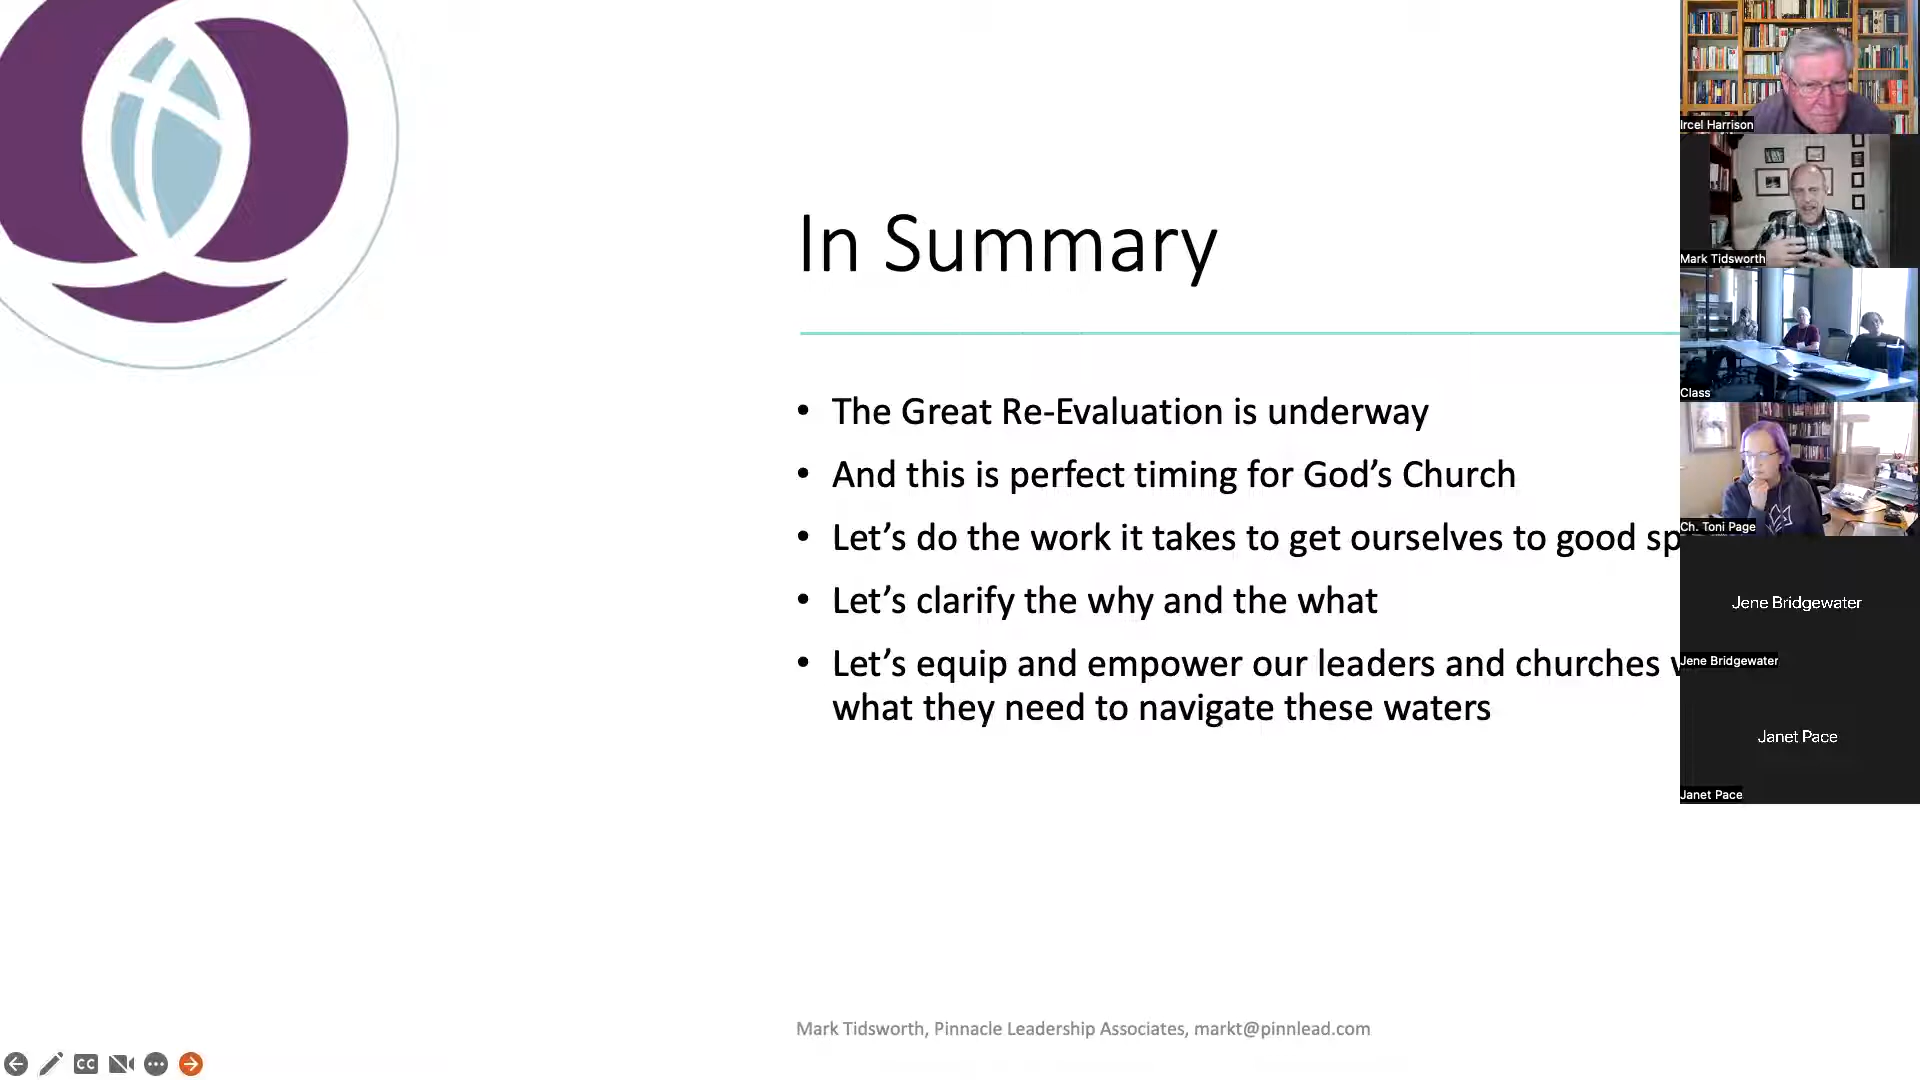 In Summary
• The Great Re-Evaluation is underway
• And this is perfect timing for God’s Church
• Let’s do the work it takes to get ourselves to good sp
• Let’s clarify the why and the what
• Let’s equip and empower our leaders and churches
what they need to navigate these waters
Mark Tidsworth, Pinnacle Leadership Associates, markt@pinnlead.com
CC
Ircel Harrison
Mark Tidsworth
Class
Ch. Toni Page
Jene Bridgewater
Jene Bridgewater
Janet Pace
Janet Pace